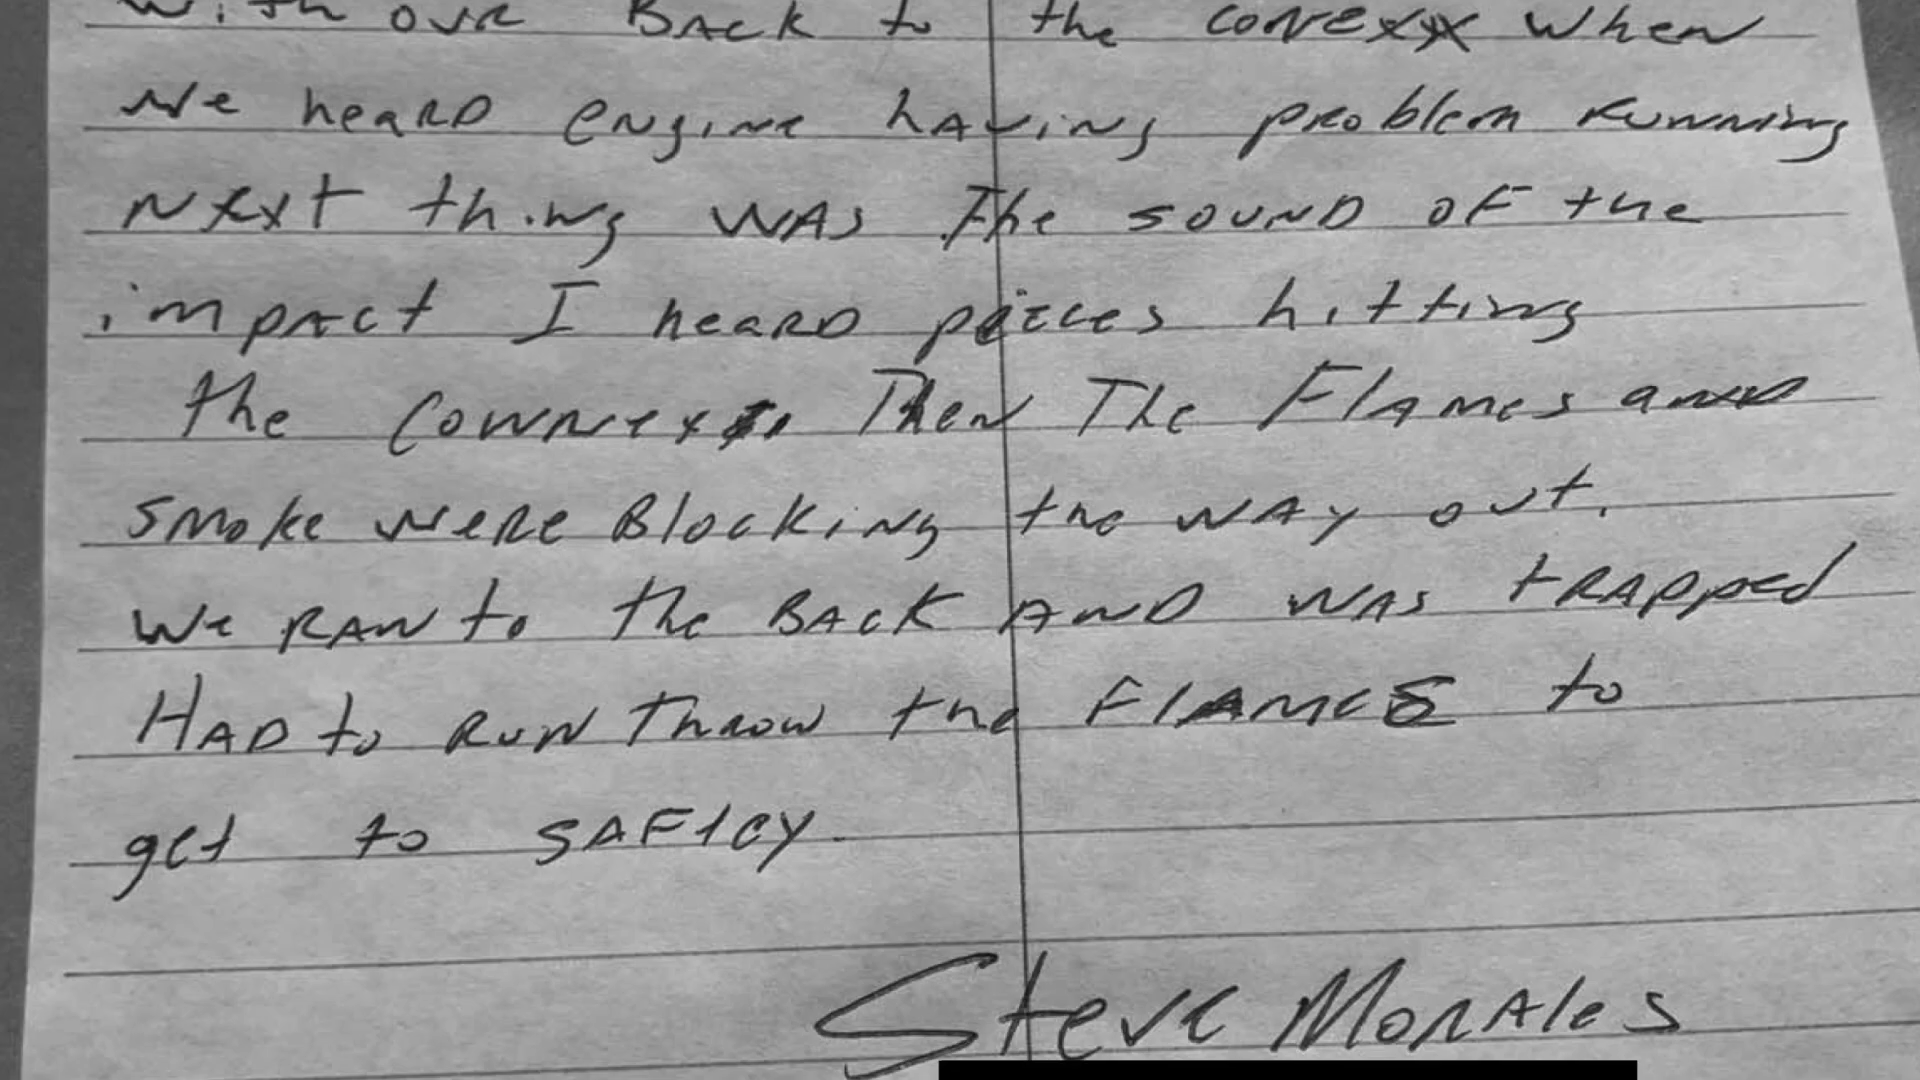 With our Back to the conexx when
we heard engine having problem running
next thing was the sound of the
impact I heard pieces hitting
the connex. Then The Flames and
smoke were Blocking the way out.
We ran to the Back and was trapped
Had to Run Throw the Flames to
get to saftey
Steve Morales